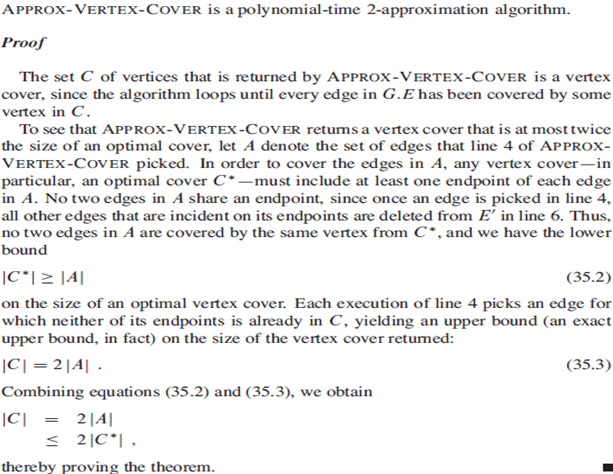 APPROX-VERTEX-COVER is a polynomial-time 2-approximation algorithm.
Proof
The set C of vertices that is returned by APPROX-VERTEX-COVER is a vertex
cover, since the algorithm loops until every edge in G.E has been covered by some
vertex in C.
To see that APPROX-VERTEX-COVER returns a vertex cover that is at most twice
the size of an optimal cover, let A denote the set of edges that line 4 of APPROX-
VERTEX-COVER picked. In order to cover the edges in A, any vertex cover—in
particular, an optimal cover C*—must include at least one endpoint of each edge
in A. No two edges in A share an endpoint, since once an edge is picked in line 4,
all other edges that are incident on its endpoints are deleted from E′ in line 6. Thus,
no two edges in A are covered by the same vertex from C*, and we have the lower
bound
|C*| ≥ |A| (35.2)
on the size of an optimal vertex cover. Each execution of line 4 picks an edge for
which neither of its endpoints is already in C, yielding an upper bound (an exact
upper bound, in fact) on the size of the vertex cover returned:
|C| = 2|A| . (35.3)
Combining equations (35.2) and (35.3), we obtain
|C| = 2|A|
≤ 2|C*| ,
thereby proving the theorem. ■